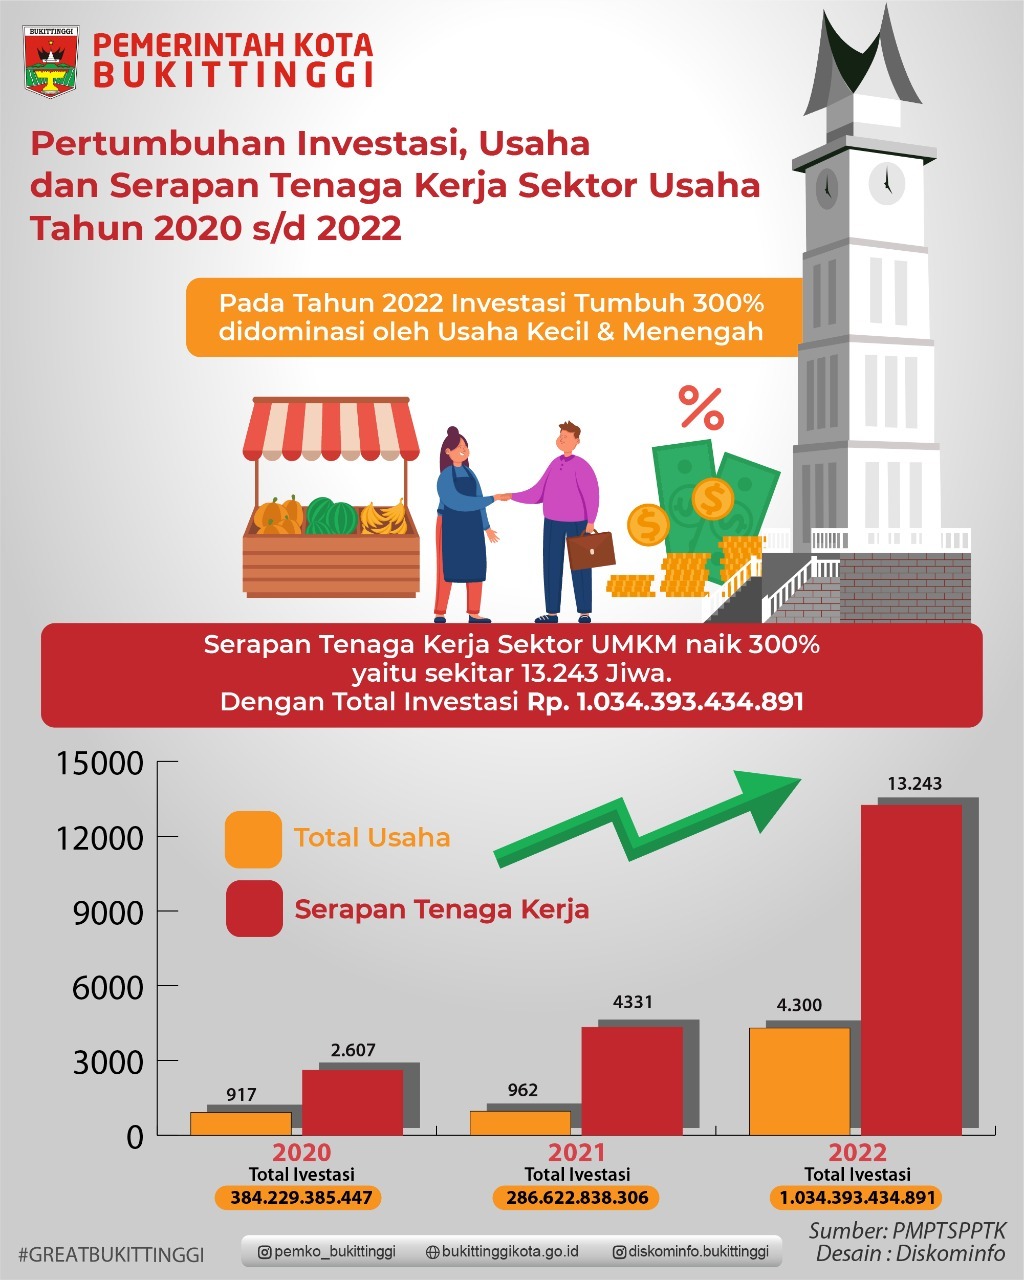 BUKITTINGGI
PEMERINTAH KOTA
BUKITTINGGI
Pertumbuhan Investasi, Usaha
dan Serapan Tenaga Kerja Sektor Usaha
Tahun 2020 s/d 2022
Pada Tahun 2022 Investasi Tumbuh 300%
didominasi oleh Usaha Kecil & Menengah
%
Serapan Tenaga Kerja Sektor UMKM naik 300%
yaitu sekitar 13.243 Jiwa.
Dengan Total Investasi Rp. 1.034.393.434.891
15000
12000
9000
6000
3000
0
Total Usaha
Serapan Tenaga Kerja
917
2.607
962
4331
4.300
13.243
2020
Total Ivestasi
384.229.385.447
2021
Total Ivestasi
286.622.838.306
2022
Total Ivestasi
1.034.393.434.891
Sumber: PMPTSPPTK
Desain : Diskominfo
#GREATBUKITTINGGI
pemko_bukittinggi
bukittinggikota.go.id
diskominfo.bukittinggi